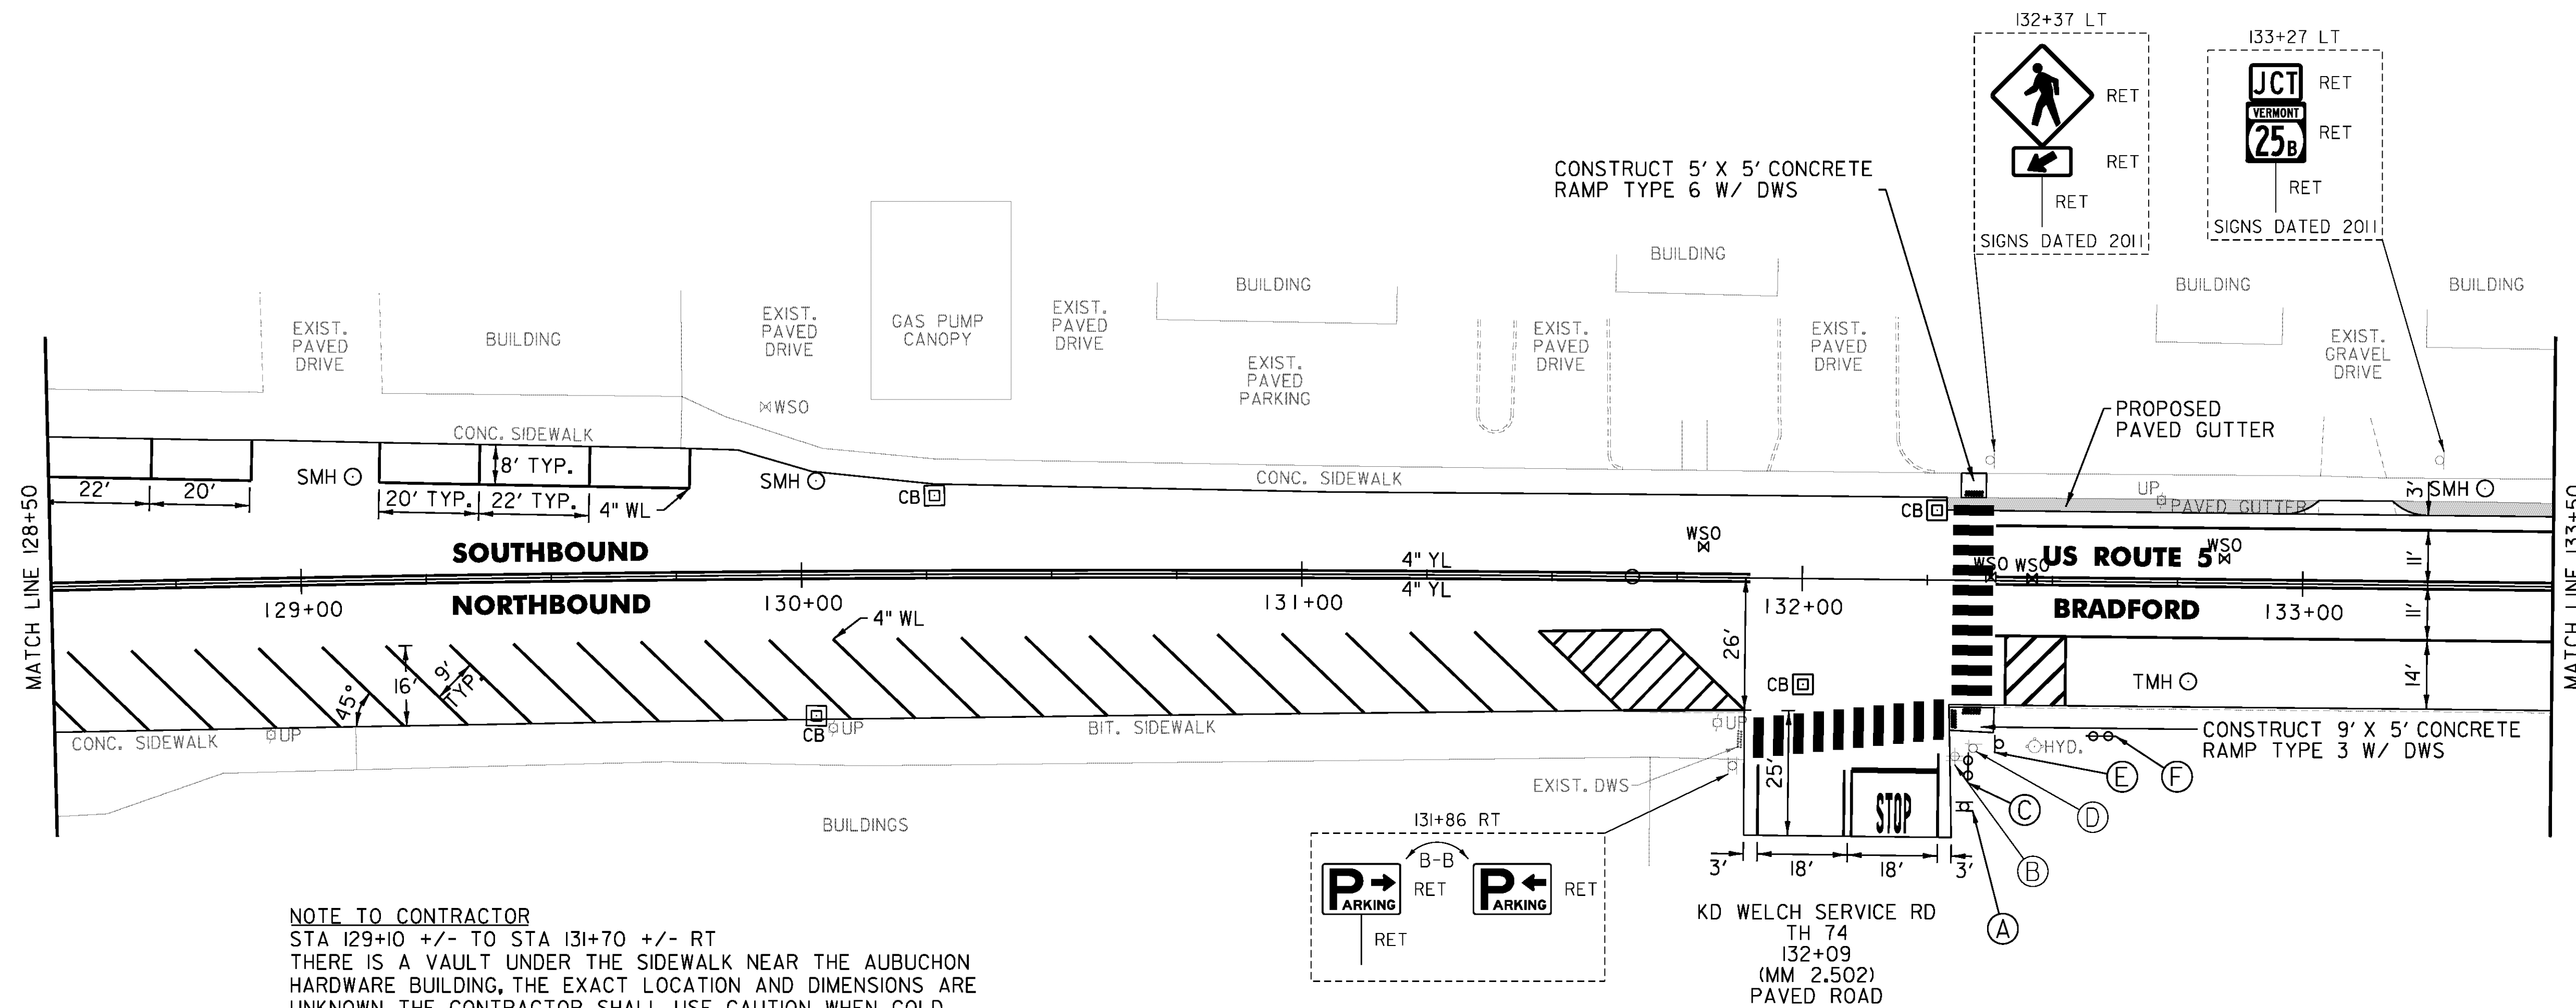 132+37 LT
RET
RET
RET
SIGNS DATED 2011
133+27 LT
JCT
RET
VERMONT
25B
RET
RET
SIGNS DATED 2011
CONSTRUCT 5' X 5' CONCRETE
RAMP TYPE 6 W/ DWS
EXIST.
PAVED
DRIVE
BUILDING
EXIST.
PAVED
DRIVE
GAS PUMP
CANOPY
EXIST.
PAVED
DRIVE
BUILDING
EXIST.
PAVED
PARKING
EXIST.
PAVED
DRIVE
BUILDING
EXIST.
PAVED
DRIVE
BUILDING
EXIST.
GRAVEL
DRIVE
BUILDING
WSO
PROPOSED
PAVED GUTTER
CONC. SIDEWALK
8' TYP.
SMH
SMH
CB
CONC. SIDEWALK
CB
UP
PAVED GUTTER
3'
SMH
22'
20'
20' TYP.
22' TYP.
4" WL
MATCH LINE 128+50
SOUTHBOUND
4" YL
WSO
WSO
WSO
US ROUTE 5
WSO
11'
MATCH LINE 133+50
NORTHBOUND
4" YL
BRADFORD
11'
129+00
130+00
131+00
132+00
133+00
4" WL
45°
16'
9'
TYP.
26'
CB
TMH
14'
CONC. SIDEWALK
UP
CB
UP
BIT. SIDEWALK
UP
HYD.
CONSTRUCT 9' X 5' CONCRETE
RAMP TYPE 3 W/ DWS
EXIST. DWS
25'
STOP
E
F
C
D
B
A
BUILDINGS
131+86 RT
B-B
P
ARKING
RET
P
ARKING
RET
RET
3'
18'
18'
3'
KD WELCH SERVICE RD
TH 74
132+09
(MM 2.502)
PAVED ROAD
NOTE TO CONTRACTOR
STA 129+10 +/- TO STA 131+70 +/- RT
THERE IS A VAULT UNDER THE SIDEWALK NEAR THE AUBUCHON
HARDWARE BUILDING, THE EXACT LOCATION AND DIMENSIONS ARE
UNKNOWN. THE CONTRACTOR SHALL USE CAUTION WHEN COLD